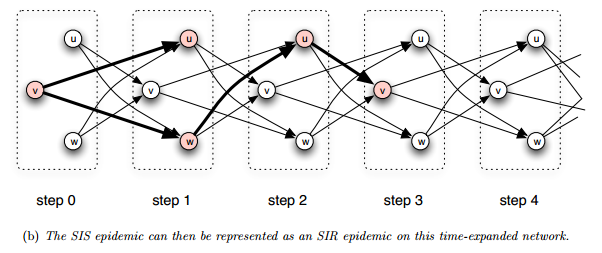 u u u u u
v v v v v
w w w w w
step 0 step 1 step 2 step 3 step 4
(b) The SIS epidemic can then be represented as an SIR epidemic on this time-expanded network.